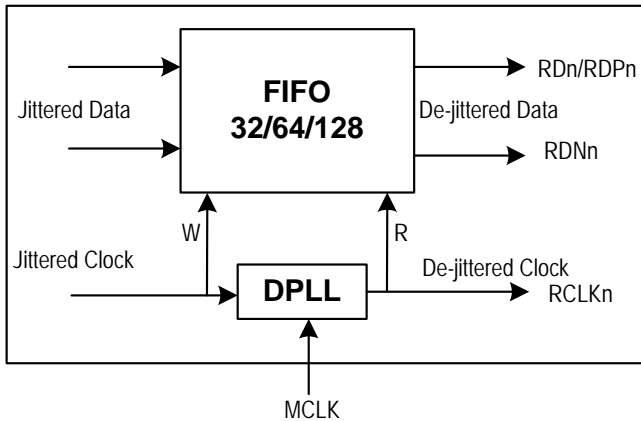 RDn/RDPn
FIFO
32/64/128
Jittered Data
De-jittered Data
RDNn
W
R
Jittered Clock
De-jittered Clock
DPLL
RCLKn
MCLK